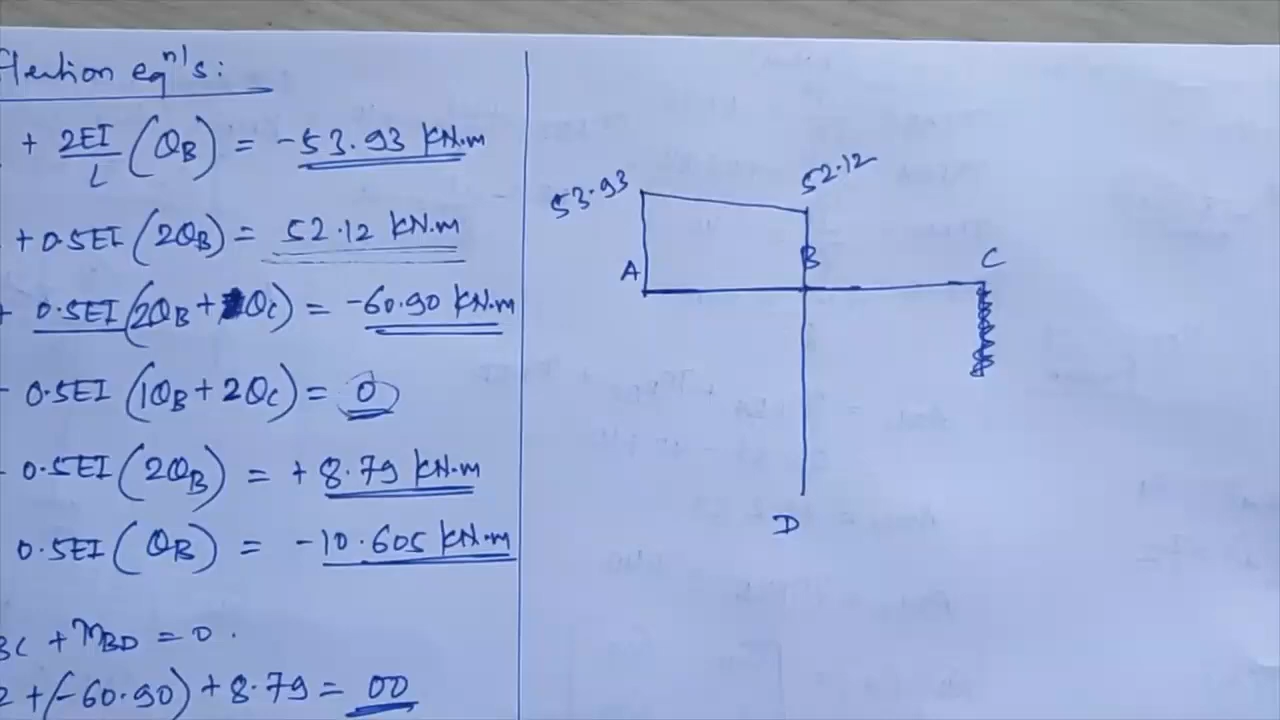 flection eqⁿ's:
+ 2EI/L (θB) = -53.93 KN.m
+ 0.5EI (2θB) = 52.12 KN.m
+ 0.5EI (2θB + θC) = -60.90 KN.m
- 0.5EI (1θB + 2θC) = 0
- 0.5EI (2θB) = + 8.79 KN.m
0.5EI (θB) = -10.605 KN.m
BC + MBD = 0.
2 + (-60.90) + 8.79 = 00
53.93
52.12
A
B
C
D